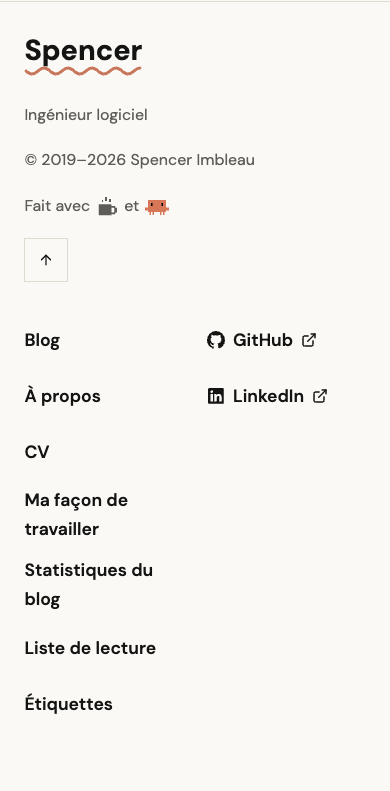 Spencer
Ingénieur logiciel
© 2019–2026 Spencer Imbleau
Fait avec et
Blog
GitHub
À propos
LinkedIn
CV
Ma façon de
travailler
Statistiques du
blog
Liste de lecture
Étiquettes